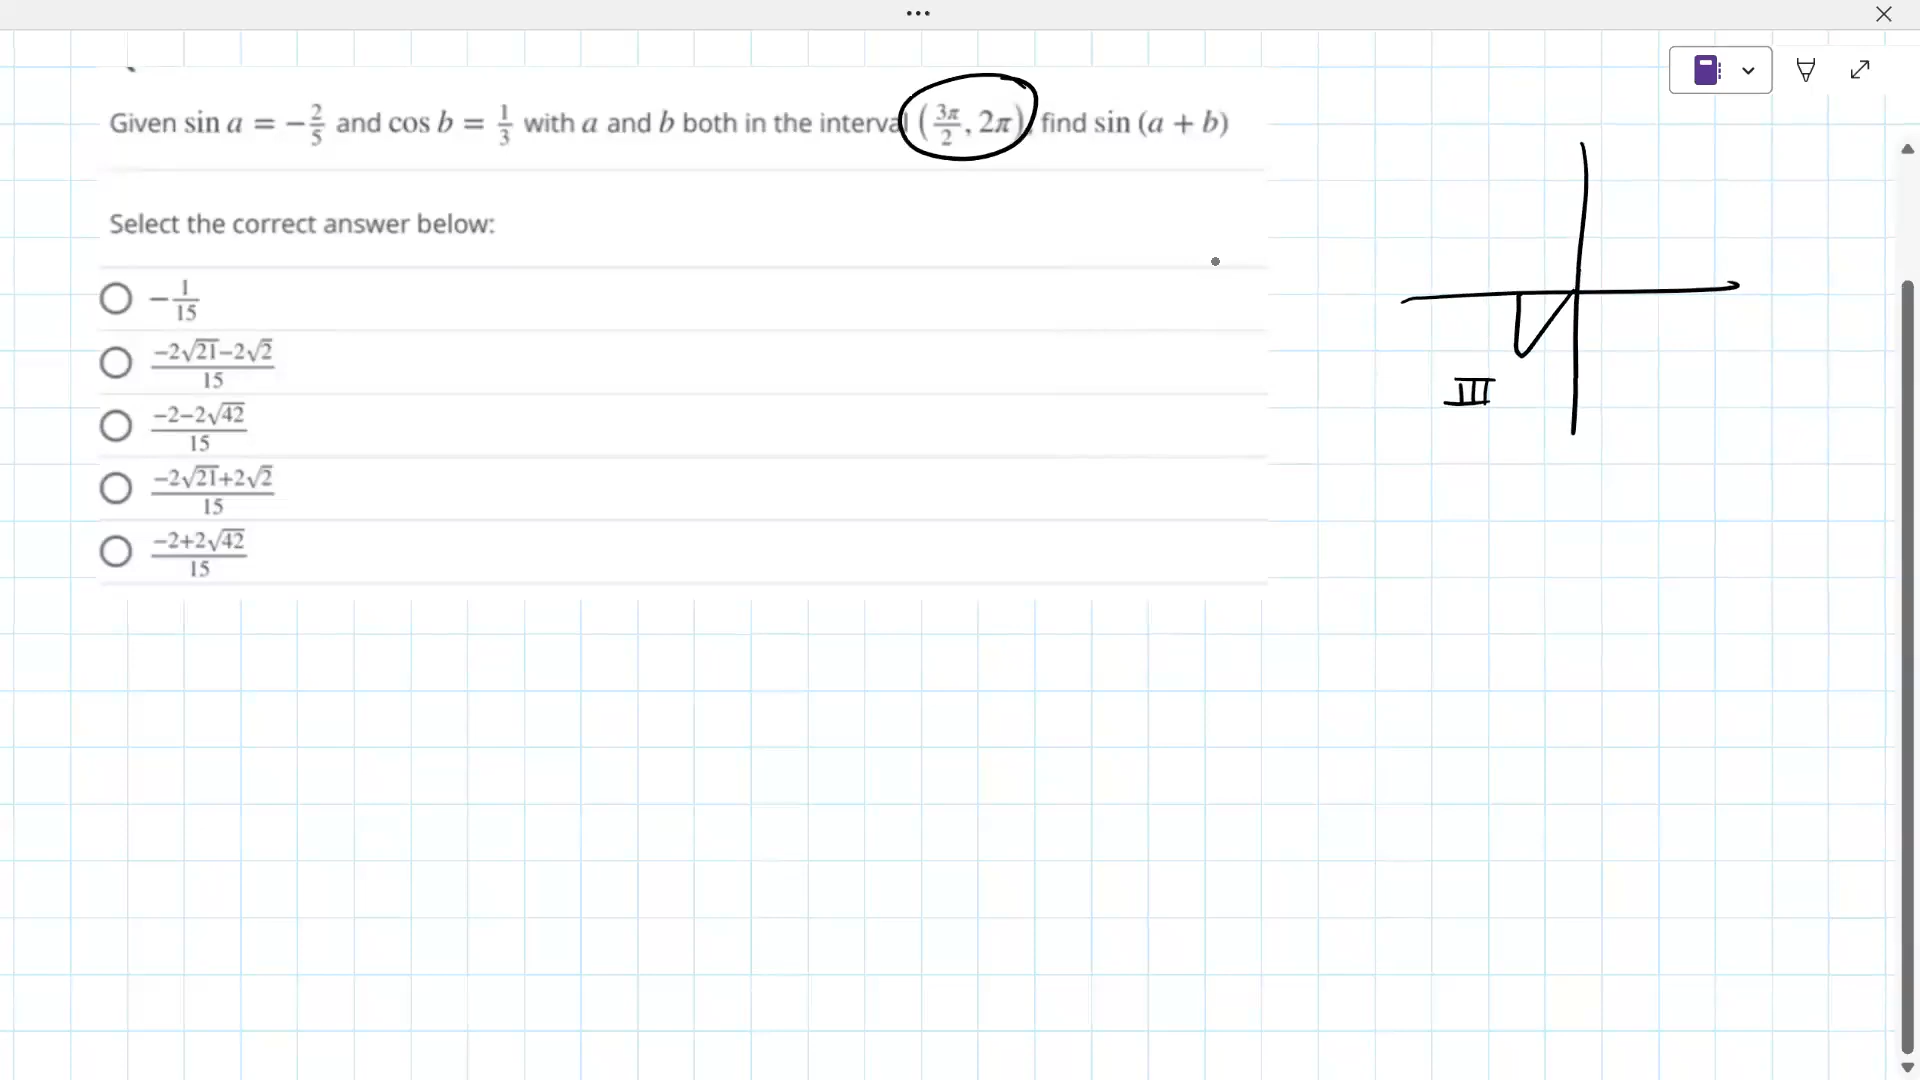 Given sin a = −2/5 and cos b = 1/3 with a and b both in the interval (3π/2, 2π), find sin (a + b)
Select the correct answer below:
−1/15
(−2√21−2√2)/15
(−2−2√42)/15
(−2√21+2√2)/15
(−2+2√42)/15
III